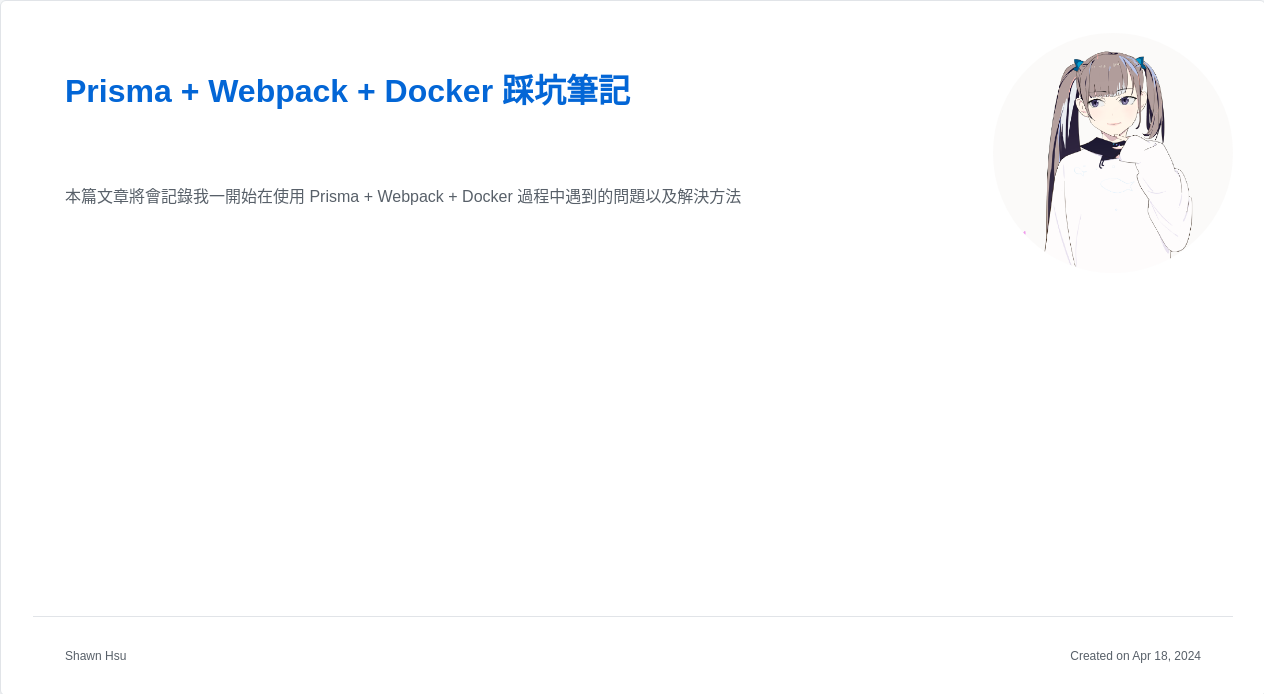 Prisma + Webpack + Docker 踩坑筆記
本篇文章將會記錄我一開始在使用 Prisma + Webpack + Docker 過程中遇到的問題以及解決方法
Shawn Hsu
Created on Apr 18, 2024